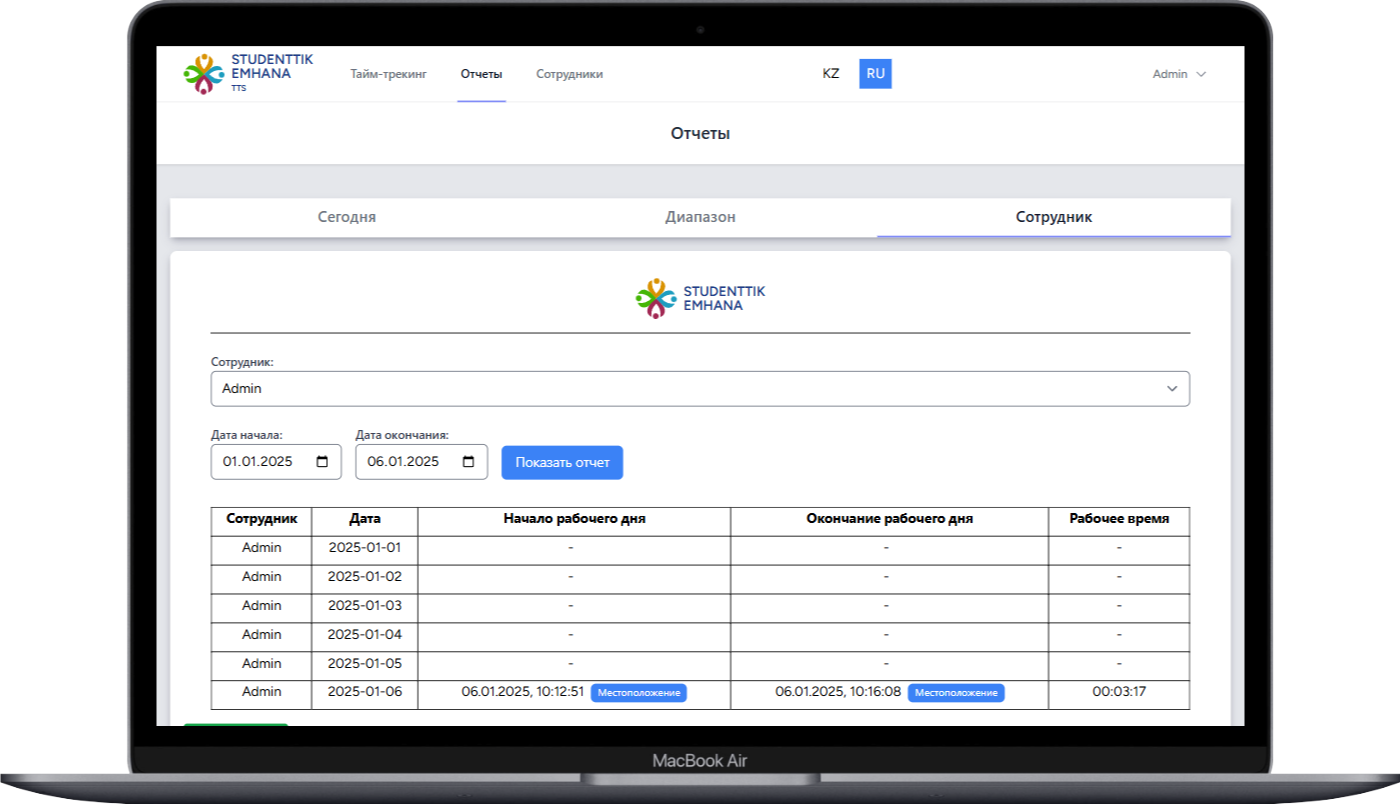 STUDENTTIK
EMHANA
TTS
Тайм-трекинг Отчеты Сотрудники KZ RU Admin
Отчеты
Сегодня Диапазон Сотрудник
STUDENTTIK
EMHANA
Сотрудник:
Admin
Дата начала: Дата окончания:
01.01.2025 06.01.2025 Показать отчет
Сотрудник Дата Начало рабочего дня Окончание рабочего дня Рабочее время
Admin 2025-01-01 - - -
Admin 2025-01-02 - - -
Admin 2025-01-03 - - -
Admin 2025-01-04 - - -
Admin 2025-01-05 - - -
Admin 2025-01-06 06.01.2025, 10:12:51 Местоположение 06.01.2025, 10:16:08 Местоположение 00:03:17
MacBook Air